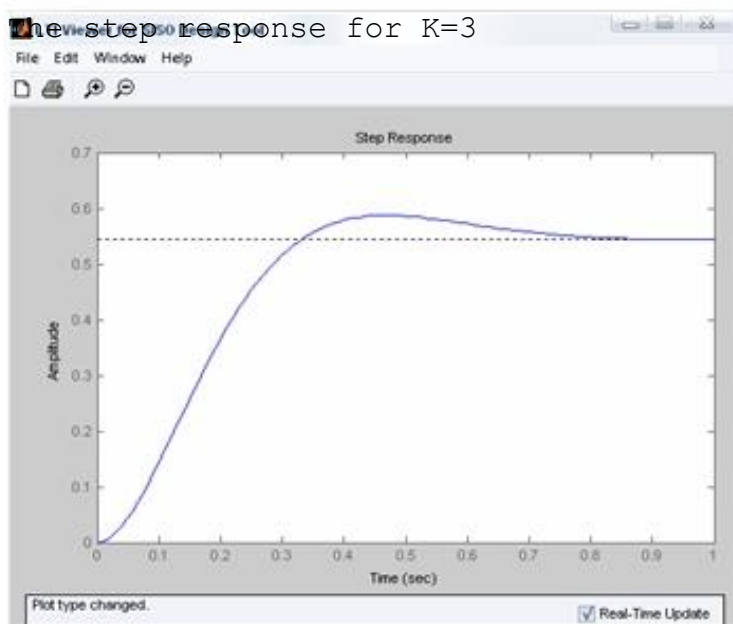 The step response for K=3
File Edit Window Help
Step Response
0.7
0.6
0.5
0.4
0.3
0.2
0.1
0
Amplitude
0 0.1 0.2 0.3 0.4 0.5 0.6 0.7 0.8 0.9 1
Time (sec)
Plot type changed.
Real-Time Update